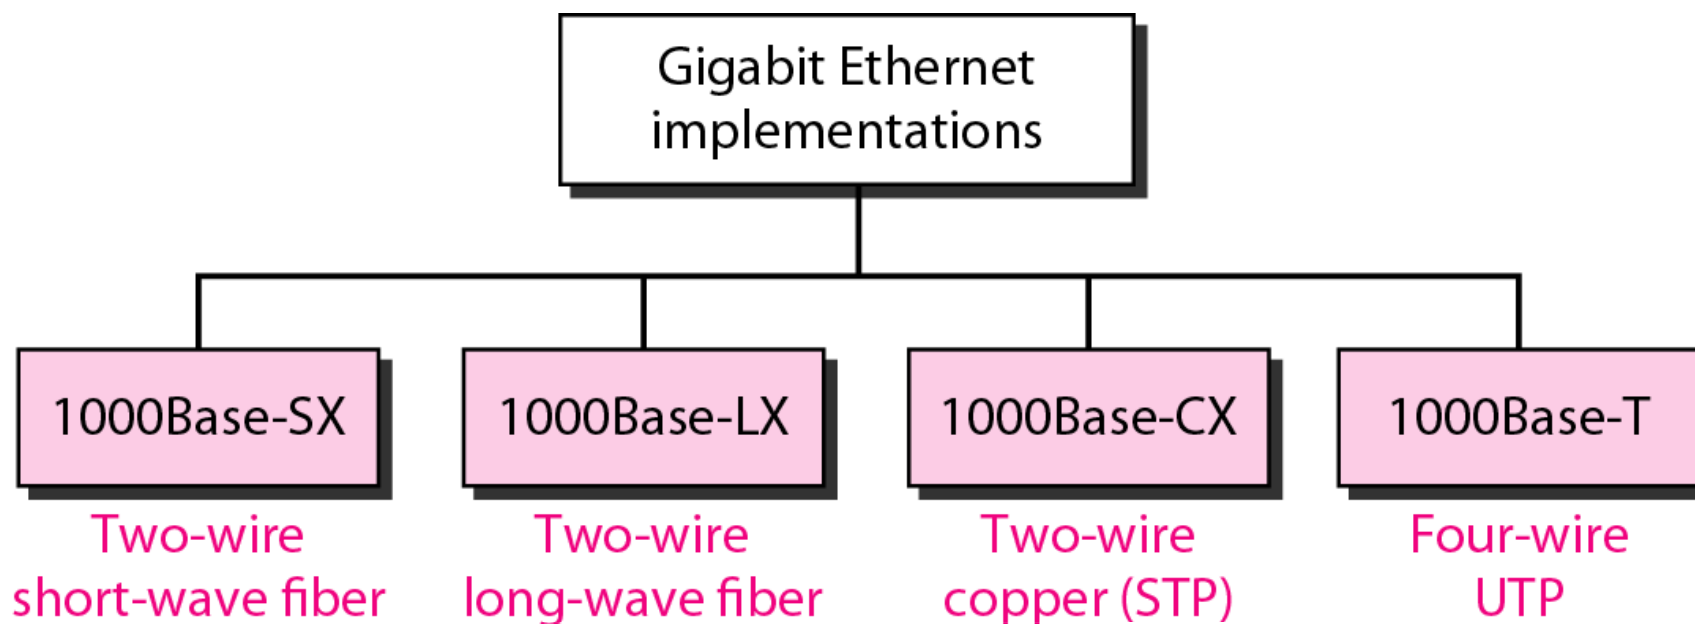 Gigabit Ethernet
implementations
1000Base-SX
1000Base-LX
1000Base-CX
1000Base-T
Two-wire
short-wave fiber
Two-wire
long-wave fiber
Two-wire
copper (STP)
Four-wire
UTP